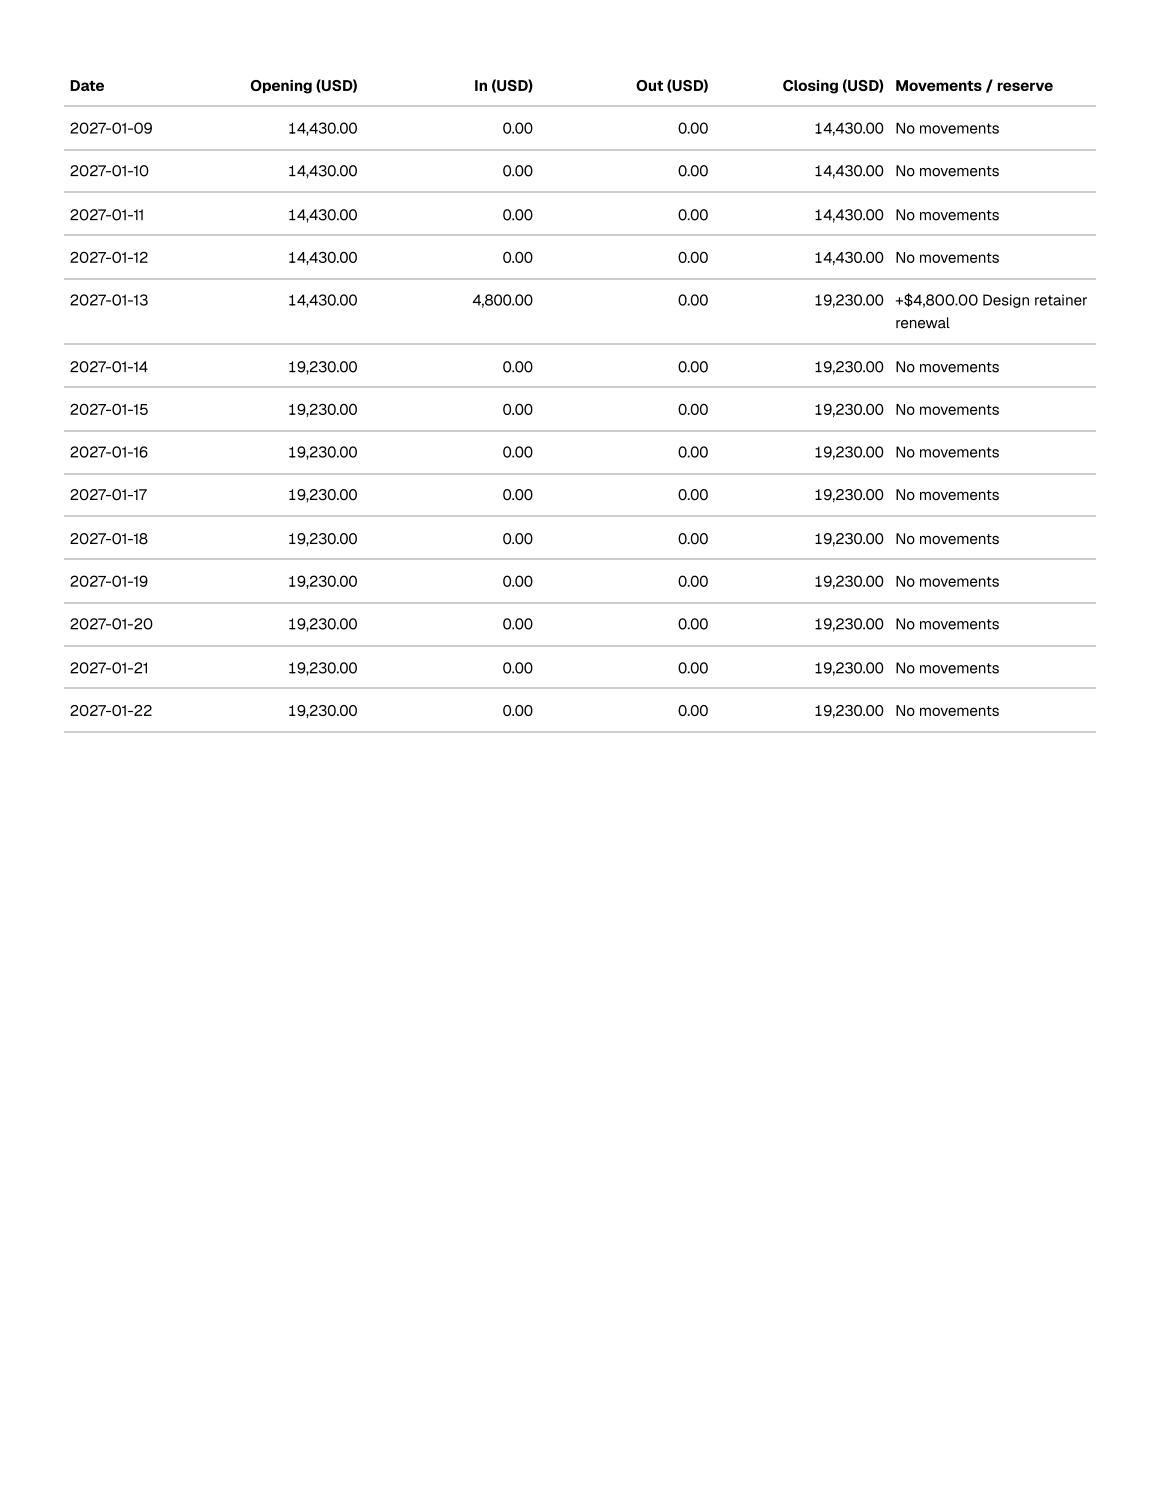 Date Opening (USD) In (USD) Out (USD) Closing (USD) Movements / reserve
2027-01-09 14,430.00 0.00 0.00 14,430.00 No movements
2027-01-10 14,430.00 0.00 0.00 14,430.00 No movements
2027-01-11 14,430.00 0.00 0.00 14,430.00 No movements
2027-01-12 14,430.00 0.00 0.00 14,430.00 No movements
2027-01-13 14,430.00 4,800.00 0.00 19,230.00 +$4,800.00 Design retainer
renewal
2027-01-14 19,230.00 0.00 0.00 19,230.00 No movements
2027-01-15 19,230.00 0.00 0.00 19,230.00 No movements
2027-01-16 19,230.00 0.00 0.00 19,230.00 No movements
2027-01-17 19,230.00 0.00 0.00 19,230.00 No movements
2027-01-18 19,230.00 0.00 0.00 19,230.00 No movements
2027-01-19 19,230.00 0.00 0.00 19,230.00 No movements
2027-01-20 19,230.00 0.00 0.00 19,230.00 No movements
2027-01-21 19,230.00 0.00 0.00 19,230.00 No movements
2027-01-22 19,230.00 0.00 0.00 19,230.00 No movements